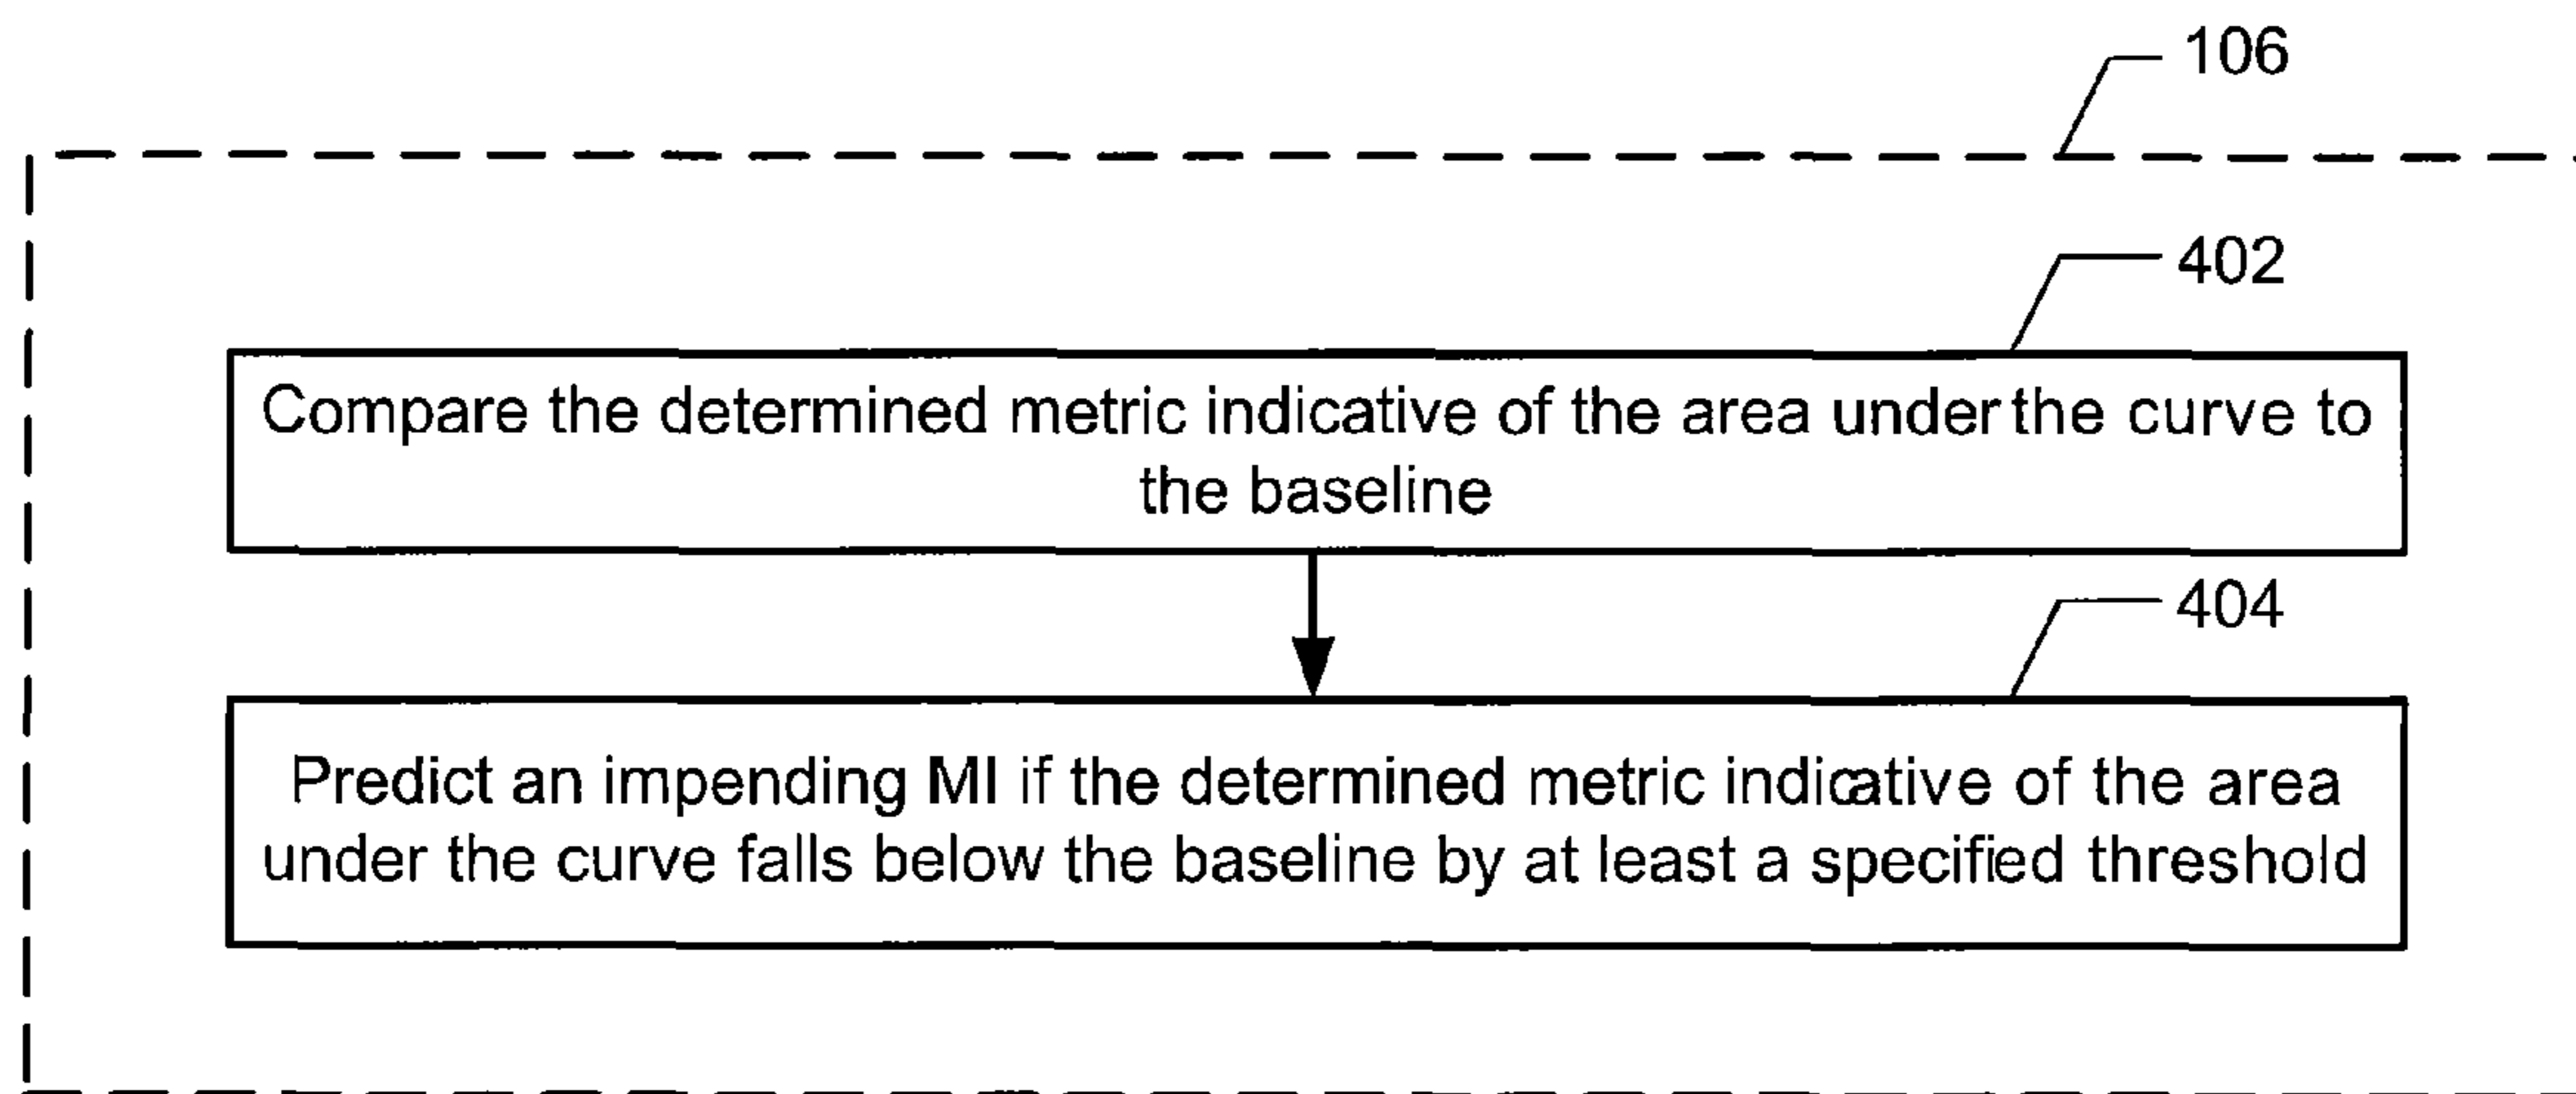 106
402
Compare the determined metric indicative of the area under the curve to
the baseline
404
Predict an impending MI if the determined metric indicative of the area
under the curve falls below the baseline by at least a specified threshold